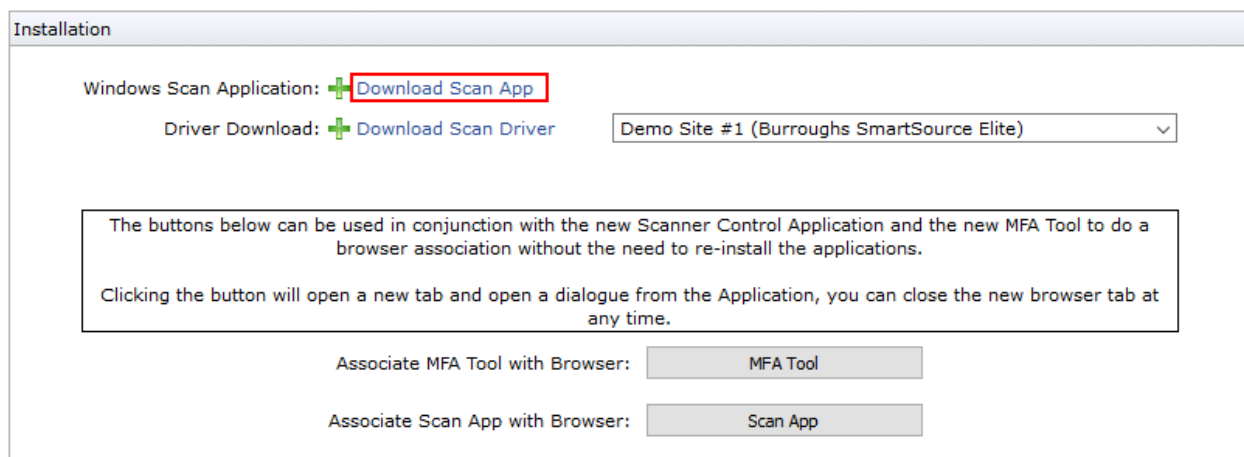 Installation
Windows Scan Application: Download Scan App
Driver Download: Download Scan Driver Demo Site #1 (Burroughs SmartSource Elite)
The buttons below can be used in conjunction with the new Scanner Control Application and the new MFA Tool to do a
browser association without the need to re-install the applications.
Clicking the button will open a new tab and open a dialogue from the Application, you can close the new browser tab at
any time.
Associate MFA Tool with Browser: MFA Tool
Associate Scan App with Browser: Scan App